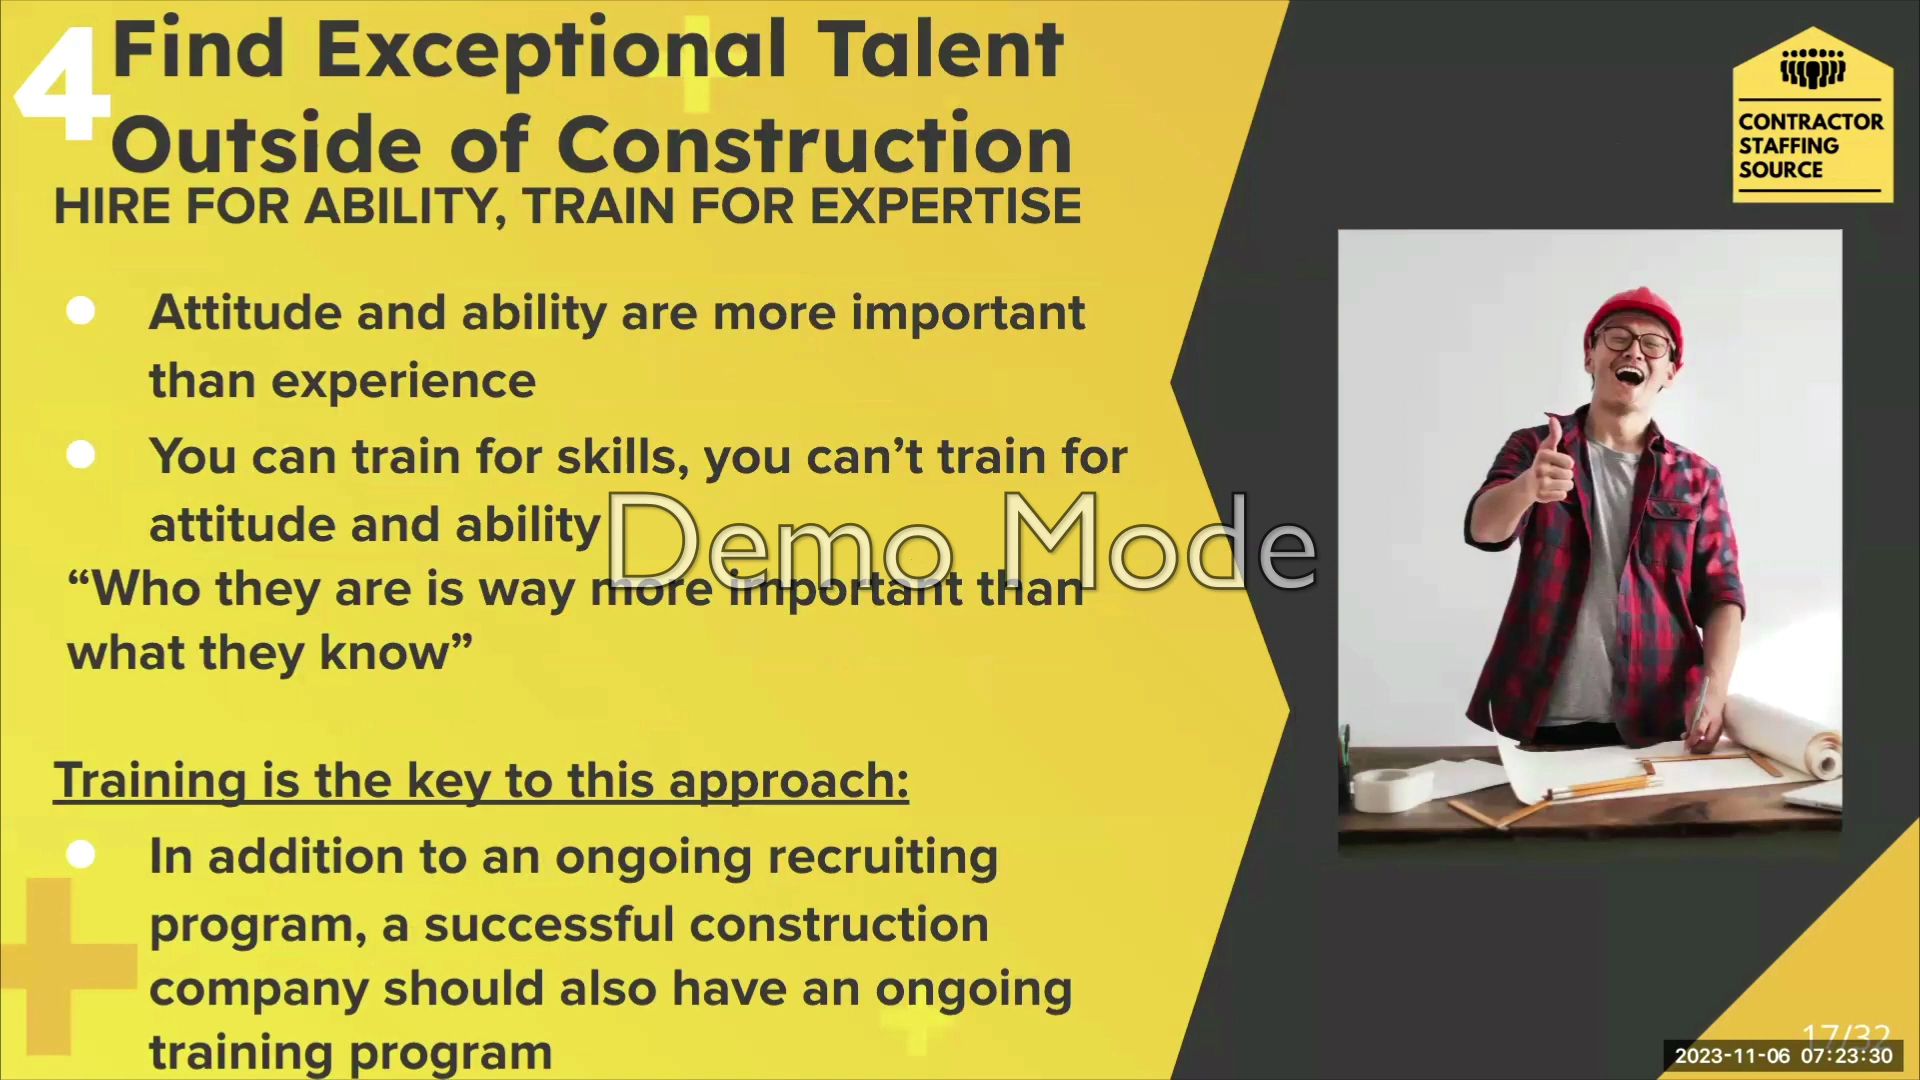 4
Find Exceptional Talent
Outside of Construction
HIRE FOR ABILITY, TRAIN FOR EXPERTISE
Attitude and ability are more important
than experience
You can train for skills, you can’t train for
attitude and ability
“Who they are is way more important than
what they know”
Training is the key to this approach:
In addition to an ongoing recruiting
program, a successful construction
company should also have an ongoing
training program
Demo Mode
CONTRACTOR
STAFFING
SOURCE
17/32
2023-11-06 07:23:30